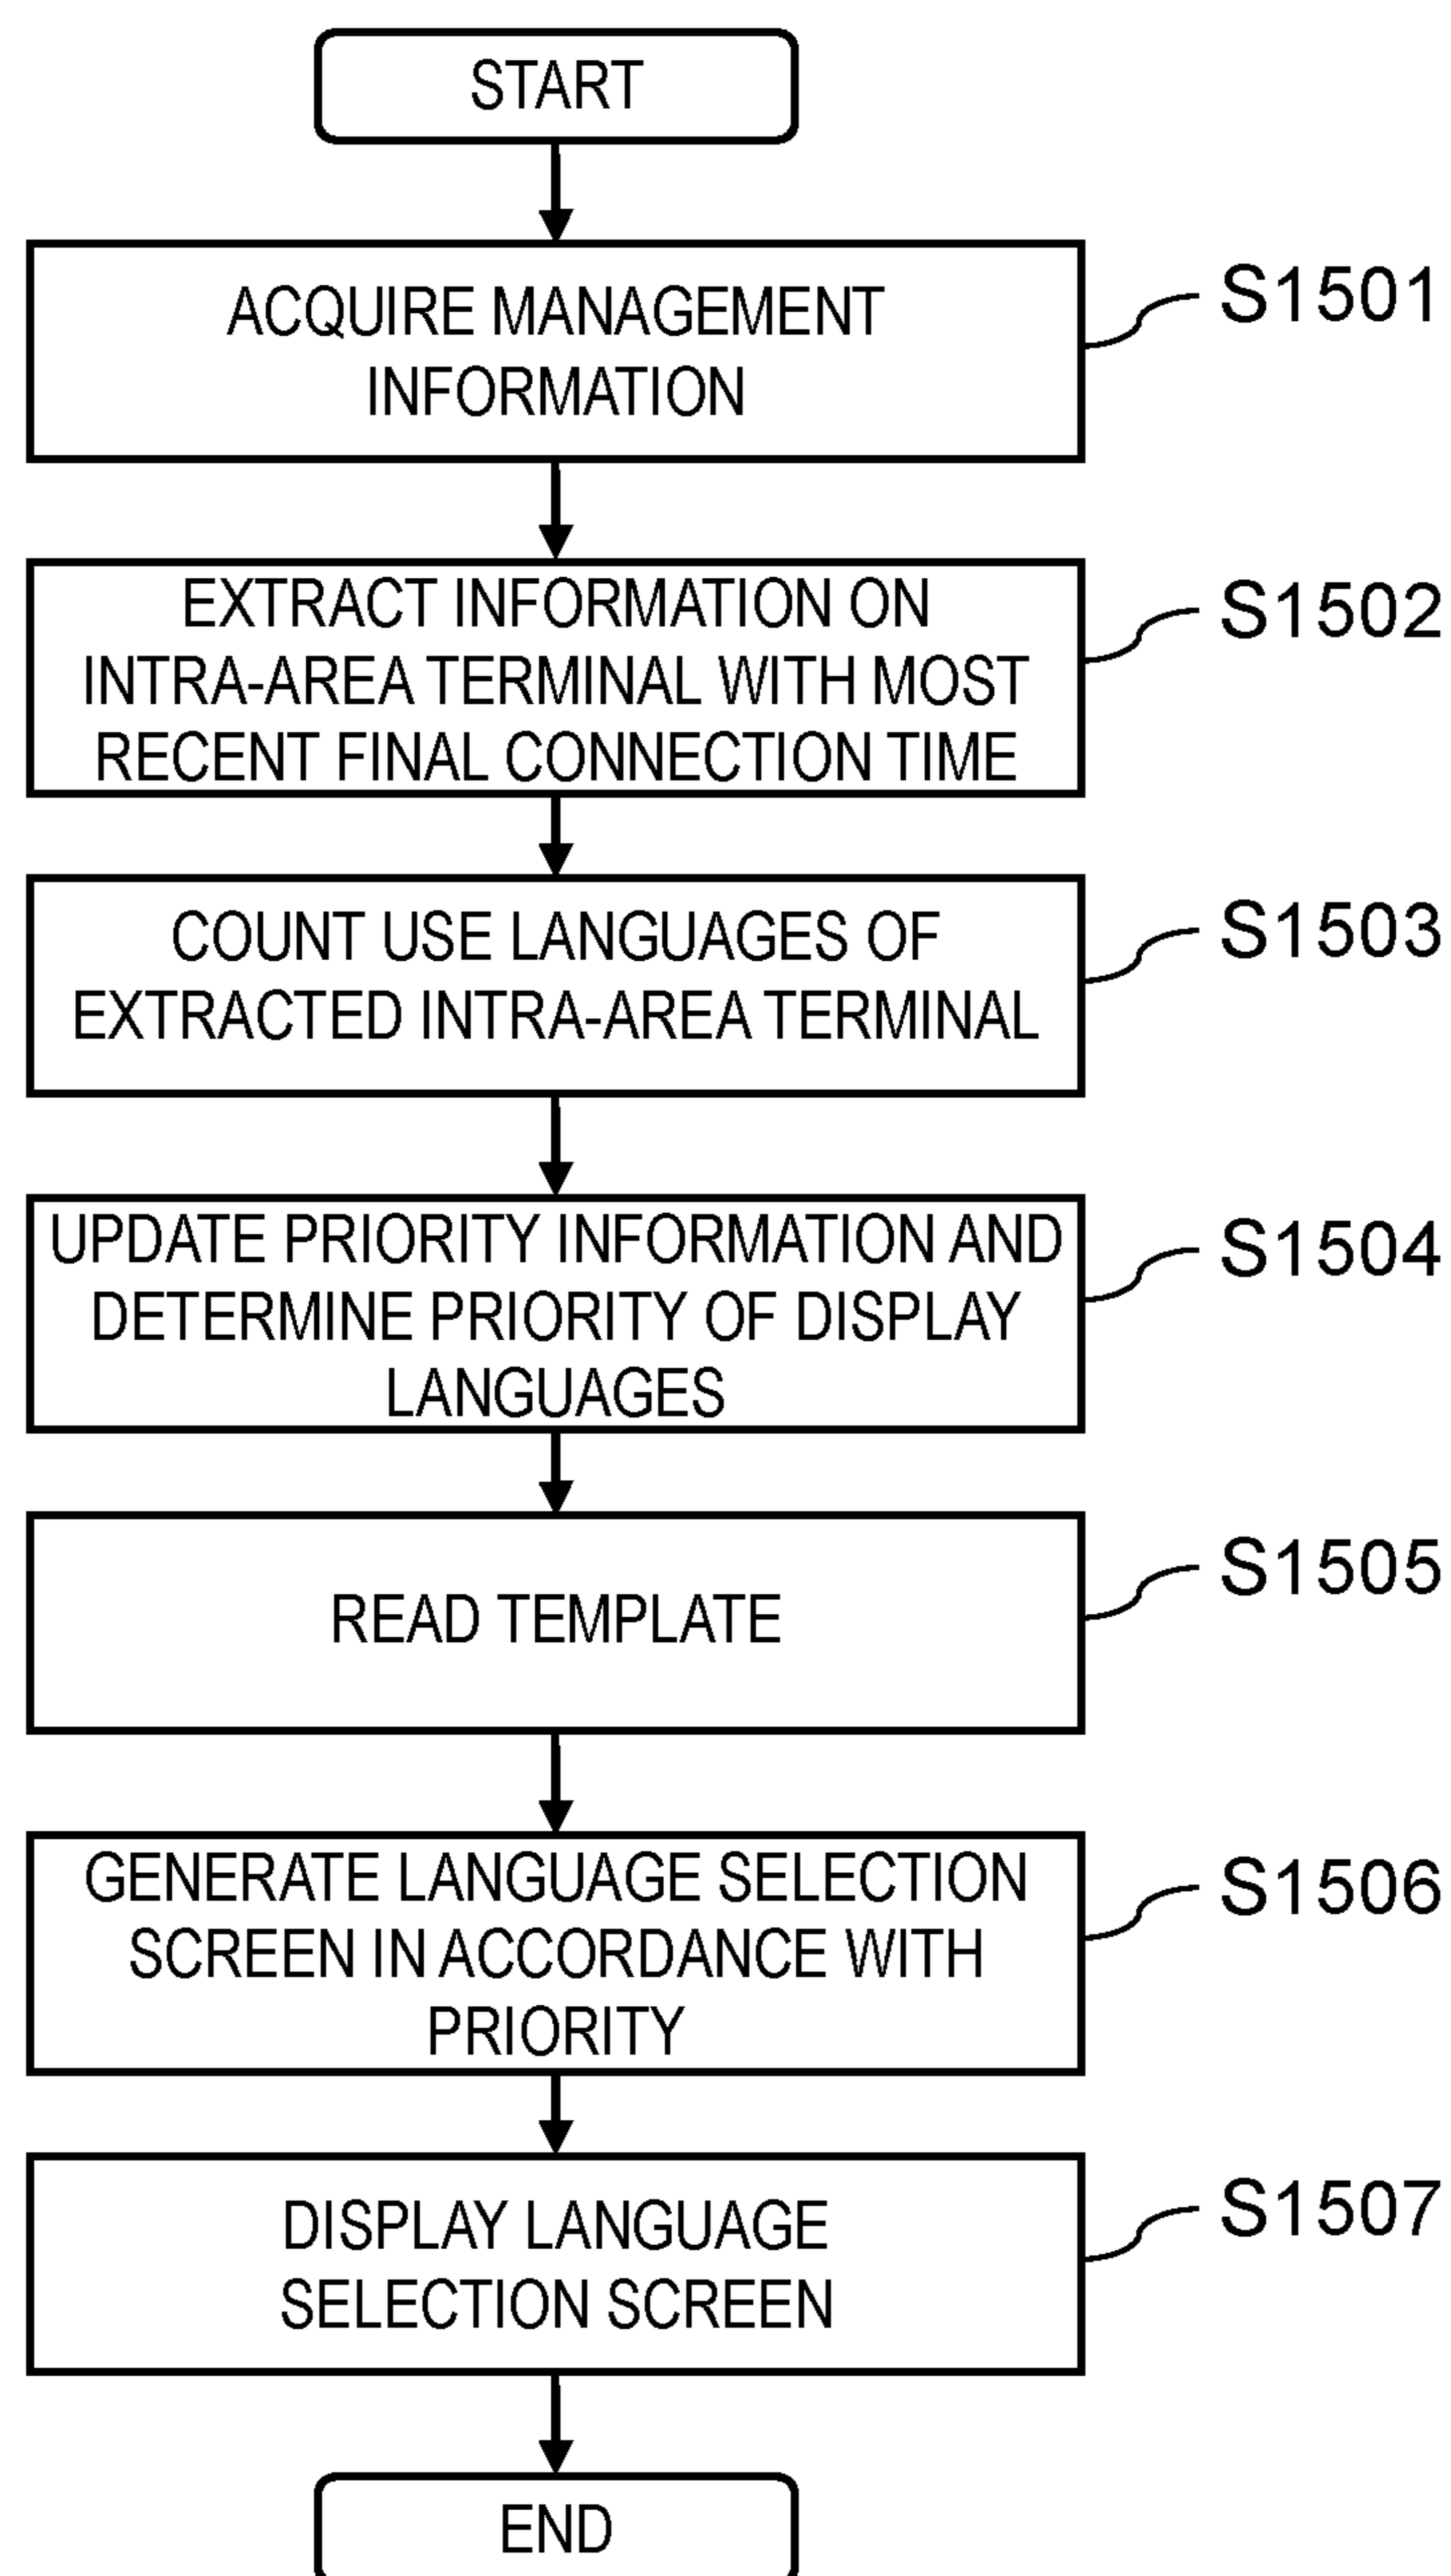 START
ACQUIRE MANAGEMENT
INFORMATION
S1501
EXTRACT INFORMATION ON
INTRA-AREA TERMINAL WITH MOST
RECENT FINAL CONNECTION TIME
S1502
COUNT USE LANGUAGES OF
EXTRACTED INTRA-AREA TERMINAL
S1503
UPDATE PRIORITY INFORMATION AND
DETERMINE PRIORITY OF DISPLAY
LANGUAGES
S1504
READ TEMPLATE
S1505
GENERATE LANGUAGE SELECTION
SCREEN IN ACCORDANCE WITH
PRIORITY
S1506
DISPLAY LANGUAGE
SELECTION SCREEN
S1507
END